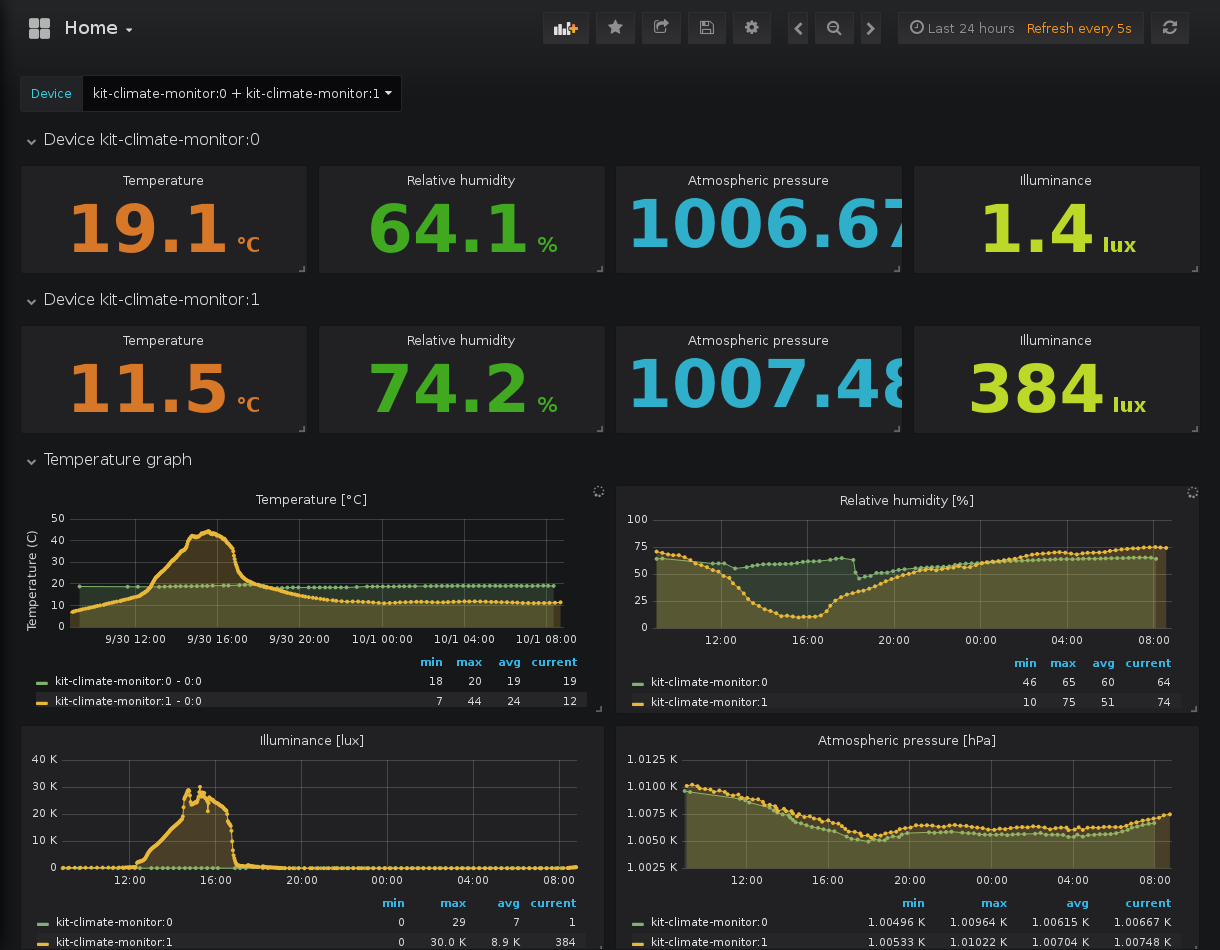 Home
Last 24 hours Refresh every 5s
Device kit-climate-monitor:0 + kit-climate-monitor:1
Device kit-climate-monitor:0
Temperature Relative humidity Atmospheric pressure Illuminance
19.1 °C 64.1 % 1006.67 1.4 lux
Device kit-climate-monitor:1
Temperature Relative humidity Atmospheric pressure Illuminance
11.5 °C 74.2 % 1007.48 384 lux
Temperature graph
Temperature [°C]
Temperature (C)
50
40
30
20
10
0
9/30 12:00 9/30 16:00 9/30 20:00 10/1 00:00 10/1 04:00 10/1 08:00
min max avg current
kit-climate-monitor:0 - 0:0 18 20 19 19
kit-climate-monitor:1 - 0:0 7 44 24 12
Relative humidity [%]
100
75
50
25
0
12:00 16:00 20:00 00:00 04:00 08:00
min max avg current
kit-climate-monitor:0 46 65 60 64
kit-climate-monitor:1 10 75 51 74
Illuminance [lux]
40 K
30 K
20 K
10 K
0
12:00 16:00 20:00 00:00 04:00 08:00
min max avg current
kit-climate-monitor:0 0 29 7 1
kit-climate-monitor:1 0 30.0 K 8.9 K 384
Atmospheric pressure [hPa]
1.0125 K
1.0100 K
1.0075 K
1.0050 K
1.0025 K
12:00 16:00 20:00 00:00 04:00 08:00
min max avg current
kit-climate-monitor:0 1.00496 K 1.00964 K 1.00615 K 1.00667 K
kit-climate-monitor:1 1.00533 K 1.01022 K 1.00704 K 1.00748 K